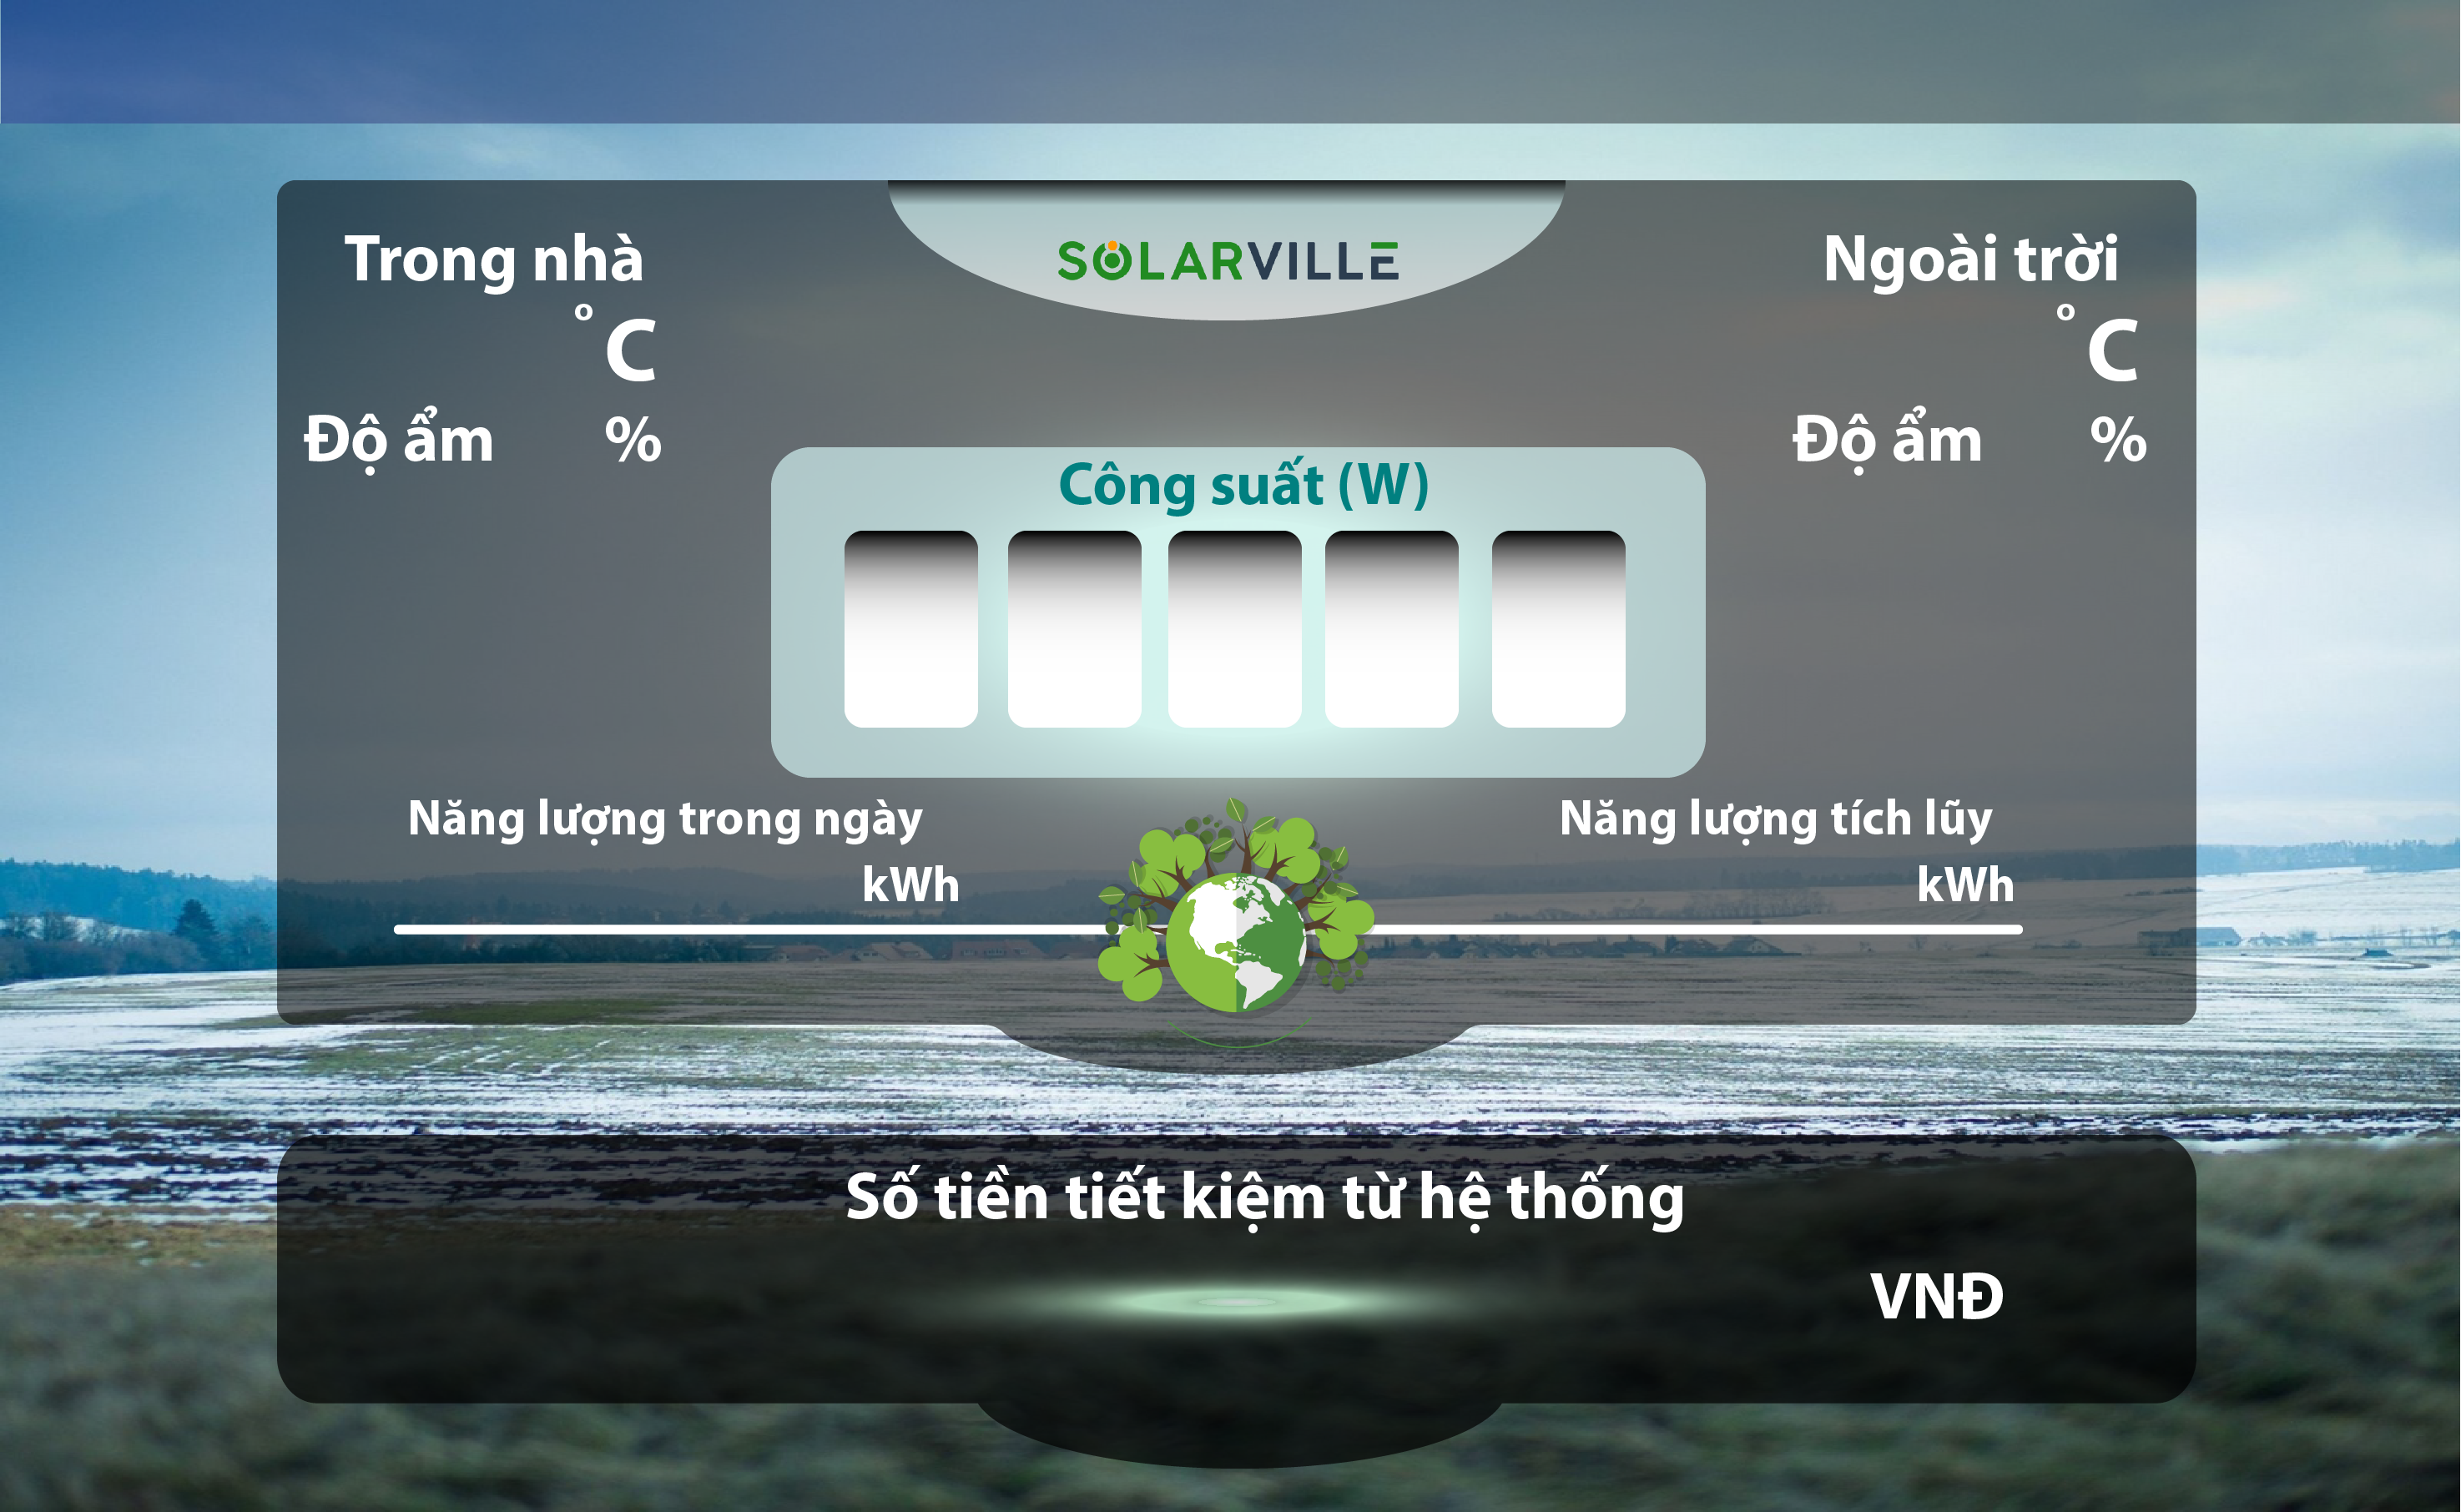 SOLARVILLE
Trong nhà
°C
Độ ẩm %
Ngoài trời
°C
Độ ẩm %
Công suất (W)
Năng lượng trong ngày
kWh
Năng lượng tích lũy
kWh
Số tiền tiết kiệm từ hệ thống
VNĐ